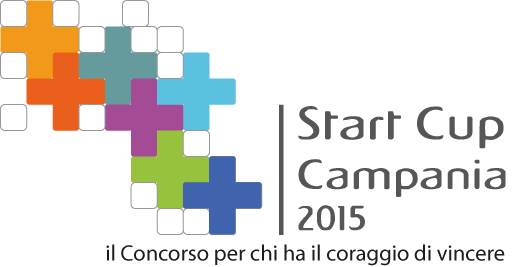 Start Cup
Campania
2015
il Concorso per chi ha il coraggio di vincere